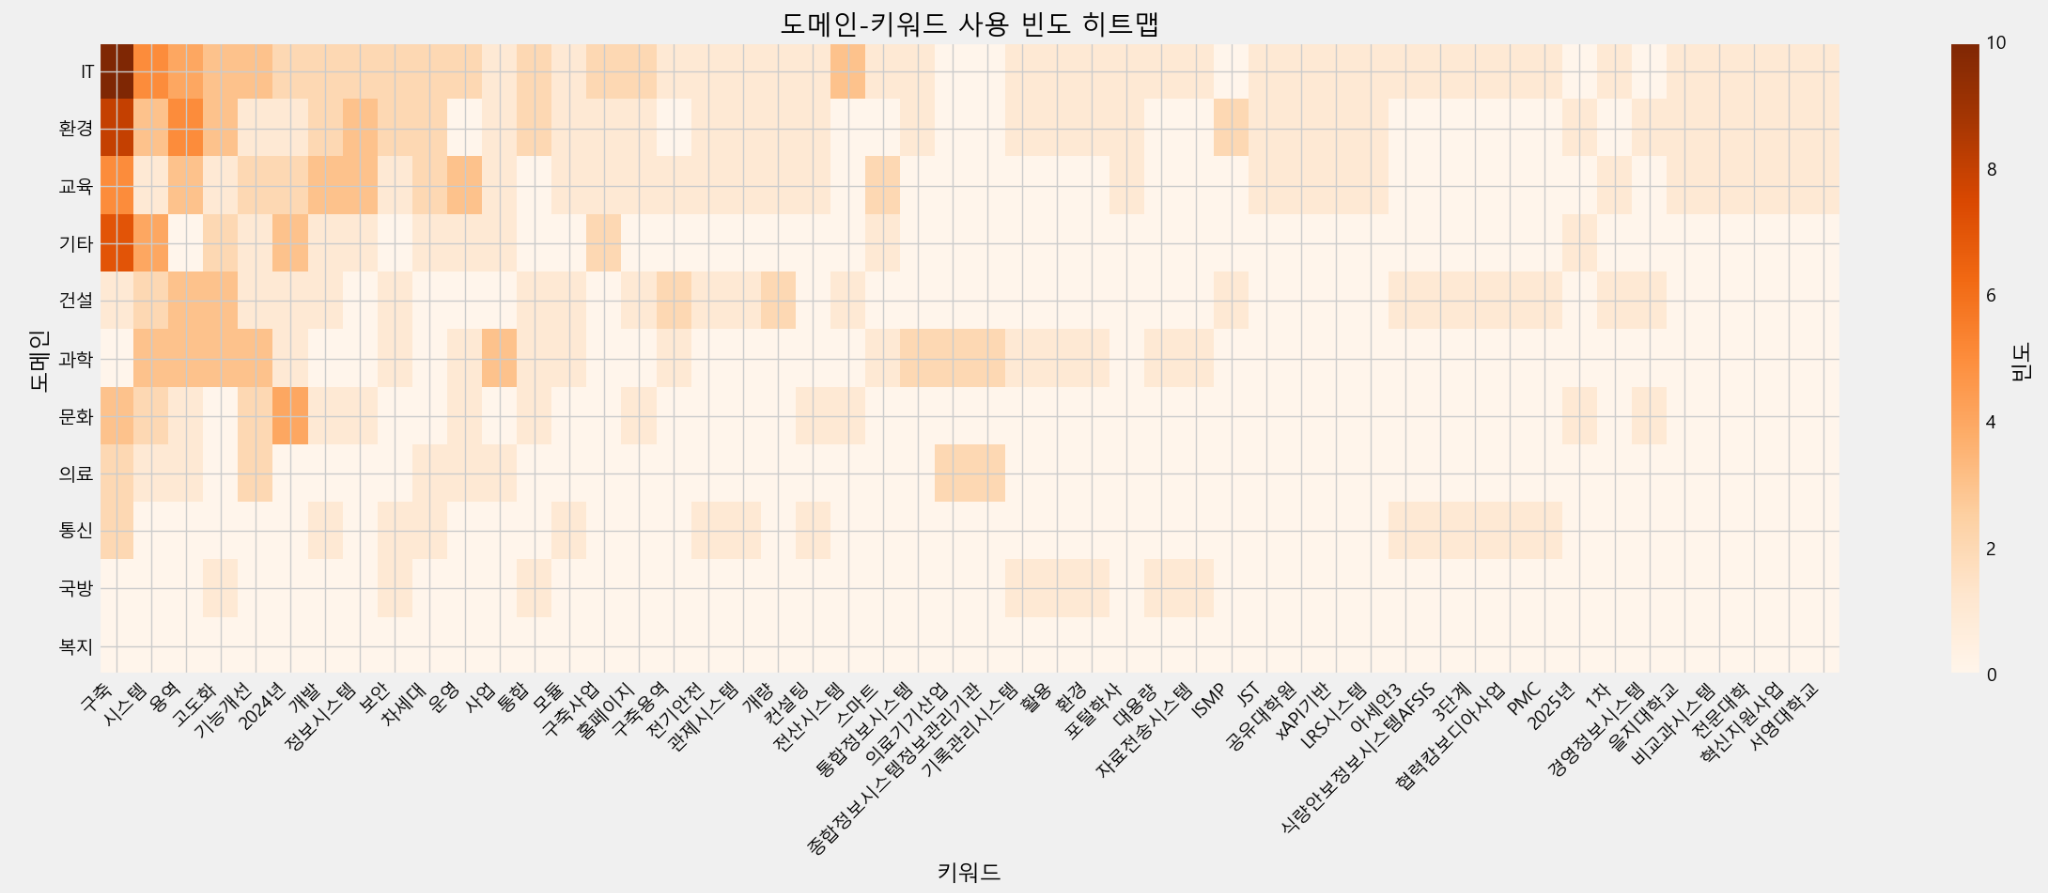 도메인-키워드 사용 빈도 히트맵
도메인
IT
환경
교육
기타
건설
과학
문화
의료
통신
국방
복지
구축
시스템
용역
고도화
기능개선
2024년
개발
정보시스템
보안
차세대
운영
사업
통합
모듈
구축사업
홈페이지
구축용역
전기안전
관제시스템
개량
컨설팅
전산시스템
스마트
통합정보시스템
의료기기산업
종합정보시스템정보관리기관
기록관리시스템
활용
환경
포털학사
대용량
자료전송시스템
ISMP
JST
공유대학원
xAPI기반
LRS시스템
아세안3
식량안보정보시스템AFSIS
3단계
협력캄보디아사업
PMC
2025년
1차
경영정보시스템
을지대학교
비교과시스템
전문대학
혁신지원사업
서영대학교
키워드
10
8
6
4
2
0
빈도